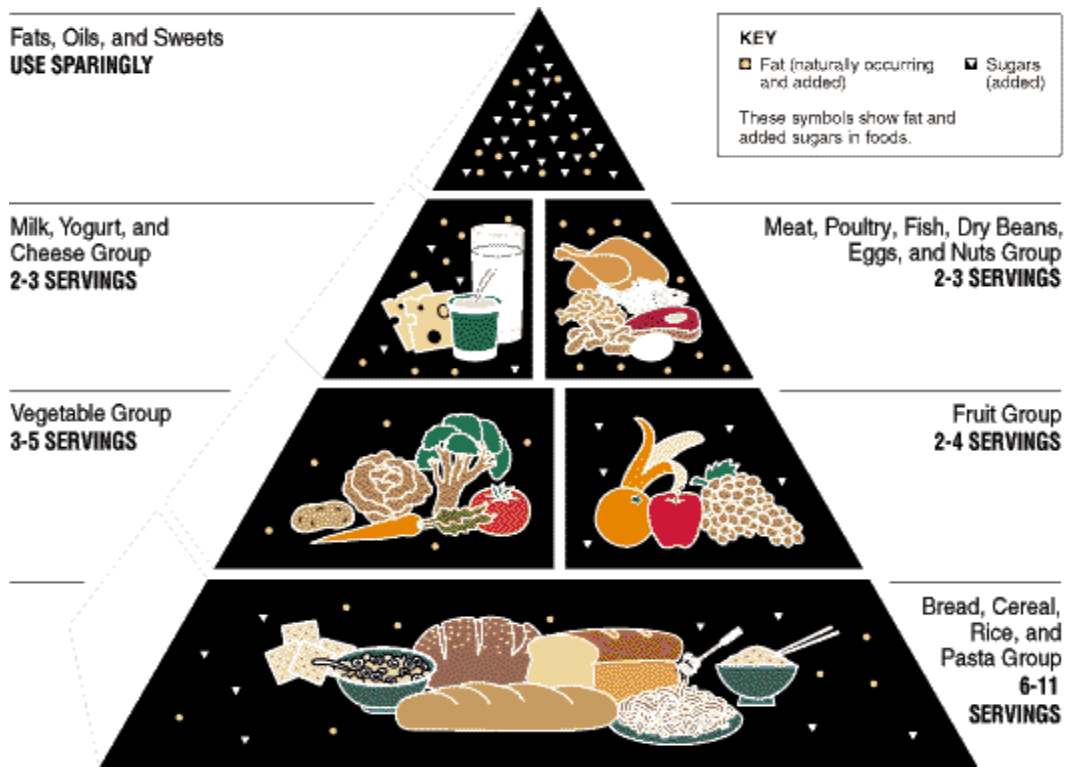 Fats, Oils, and Sweets
USE SPARINGLY
KEY
Fat (naturally occurring
and added)
Sugars
(added)
These symbols show fat and
added sugars in foods.
Milk, Yogurt, and
Cheese Group
2-3 SERVINGS
Meat, Poultry, Fish, Dry Beans,
Eggs, and Nuts Group
2-3 SERVINGS
Vegetable Group
3-5 SERVINGS
Fruit Group
2-4 SERVINGS
Bread, Cereal,
Rice, and
Pasta Group
6-11
SERVINGS